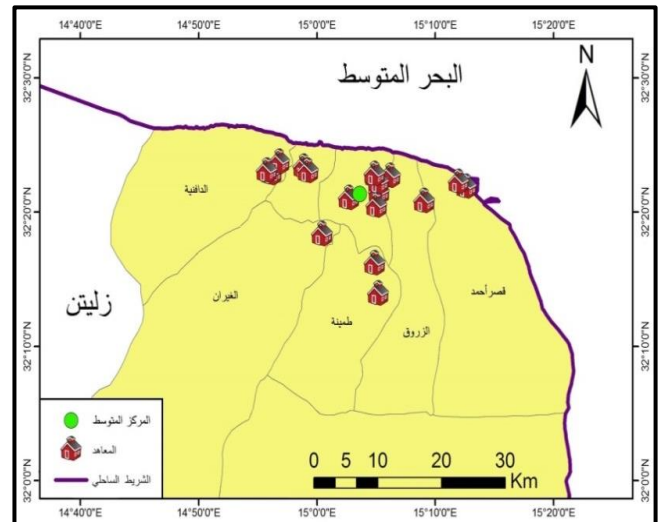 14°40'0"E 14°50'0"E 15°0'0"E 15°10'0"E 15°20'0"E
32°30'0"N
32°20'0"N
32°10'0"N
32°0'0"N
البحر المتوسط
N
الدافنية
زليتن
الغيران
طمينة
الزروق
قصرأحمد
المركز المتوسط
المعاهد
الشريط الساحلي
0 5 10 20 30
Km
32°30'0"N
32°20'0"N
32°10'0"N
32°0'0"N
14°40'0"E 14°50'0"E 15°0'0"E 15°10'0"E 15°20'0"E